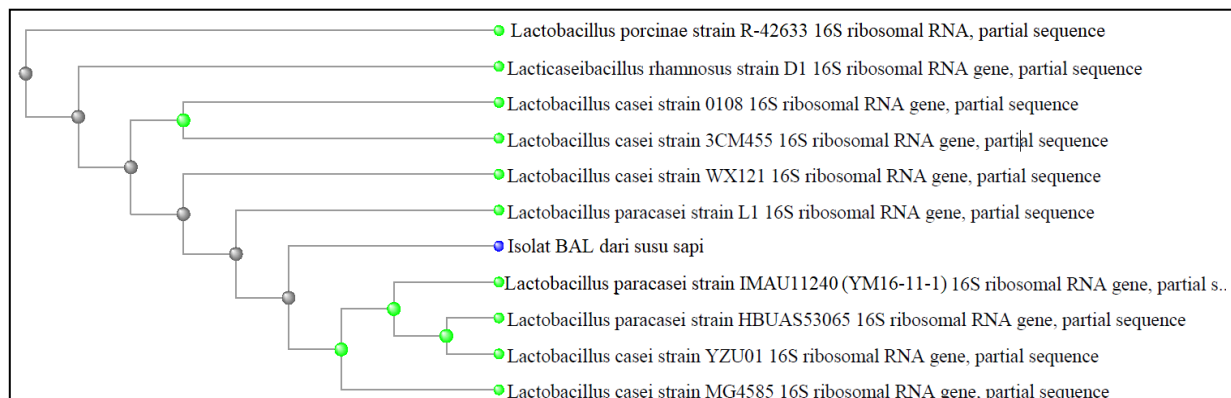 Lactobacillus porcinae strain R-42633 16S ribosomal RNA, partial sequence
Lacticaseibacillus rhamnosus strain D1 16S ribosomal RNA gene, partial sequence
Lactobacillus casei strain 0108 16S ribosomal RNA gene, partial sequence
Lactobacillus casei strain 3CM455 16S ribosomal RNA gene, partial sequence
Lactobacillus casei strain WX121 16S ribosomal RNA gene, partial sequence
Lactobacillus paracasei strain L1 16S ribosomal RNA gene, partial sequence
Isolat BAL dari susu sapi
Lactobacillus paracasei strain IMAU11240 (YM16-11-1) 16S ribosomal RNA gene, partial s..
Lactobacillus paracasei strain HBUAS53065 16S ribosomal RNA gene, partial sequence
Lactobacillus casei strain YZU01 16S ribosomal RNA gene, partial sequence
Lactobacillus casei strain MG4585 16S ribosomal RNA gene, partial sequence